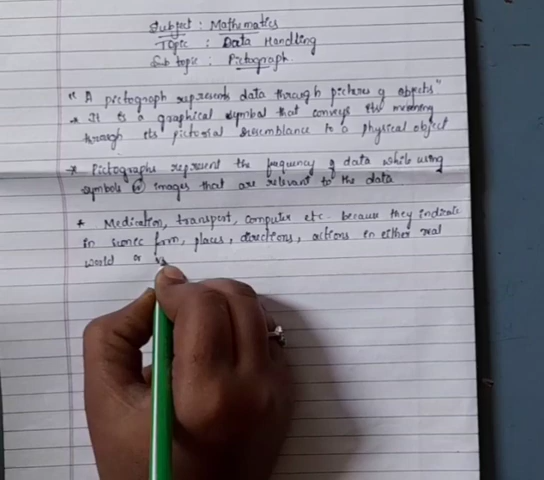 Subject : Mathematics
Topic : Data Handling
Sub topic : Pictograph
" A pictograph represents data through pictures of objects"
* It is a graphical symbol that conveys its meaning
through its pictorial resemblance to a physical object
* Pictographs represent the frequency of data while using
symbols or images that are relevant to the data
* Medication, transport, computer etc because they indicate
in iconic form, places, directions, actions in either real
world or